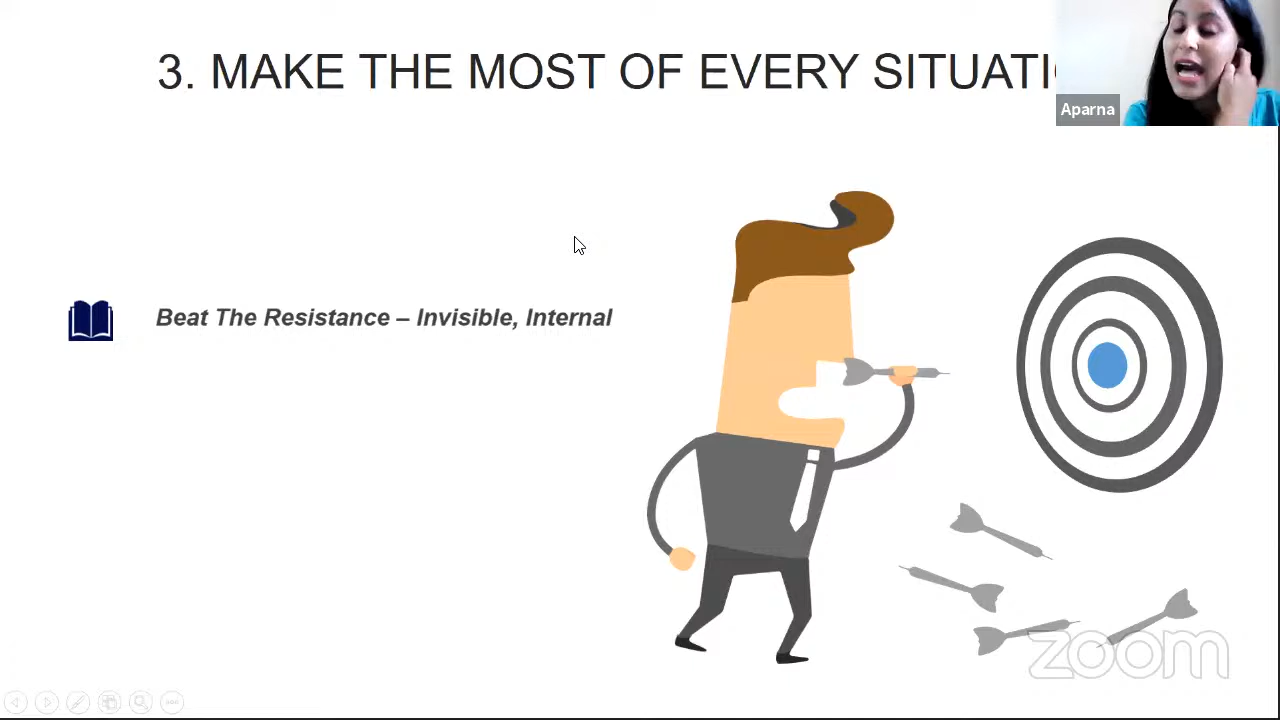 3. MAKE THE MOST OF EVERY SITUATI
Aparna
Beat The Resistance – Invisible, Internal
zoom